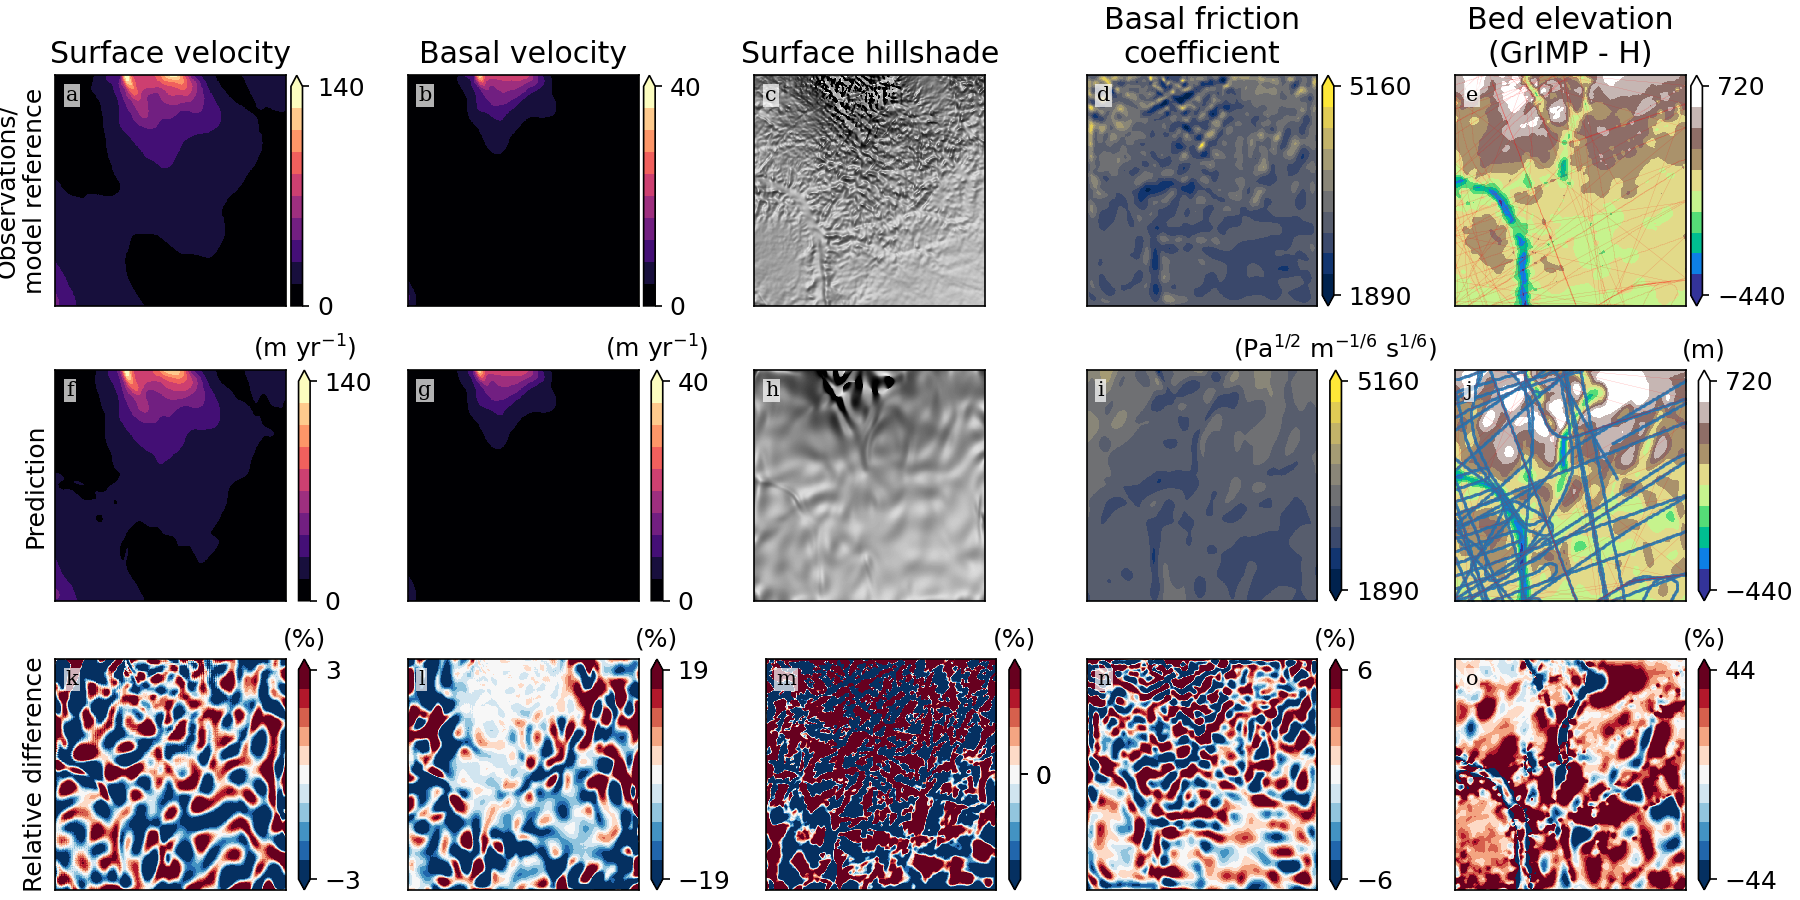 Surface velocity
Basal velocity
Surface hillshade
Basal friction
coefficient
Bed elevation
(GrIMP - H)
Observations/
model reference
a
140
0
b
40
0
c
d
5160
1890
e
720
−440
(m yr⁻¹)
(m yr⁻¹)
(Pa^1/2 m^−1/6 s^1/6)
(m)
Prediction
f
140
0
g
40
0
h
i
5160
1890
j
720
−440
(%)
(%)
(%)
(%)
(%)
Relative difference
k
3
−3
l
19
−19
m
0
n
6
−6
o
44
−44